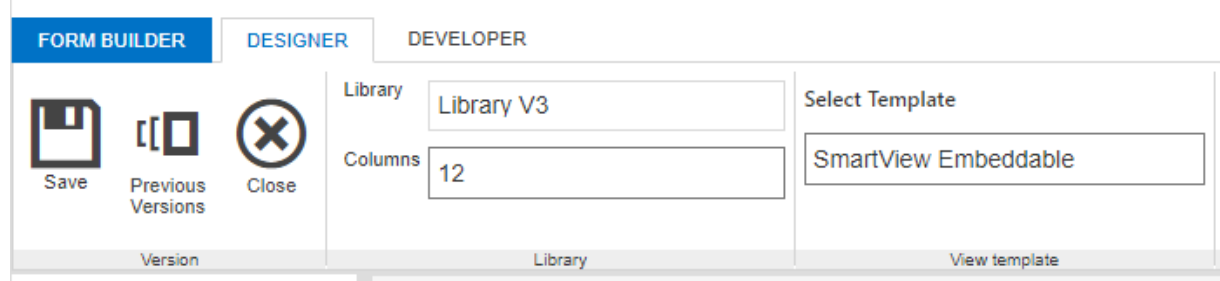 FORM BUILDER DESIGNER DEVELOPER
Library
Library V3
Select Template
Columns
12
SmartView Embeddable
Save
Previous
Versions
Close
Version
Library
View template